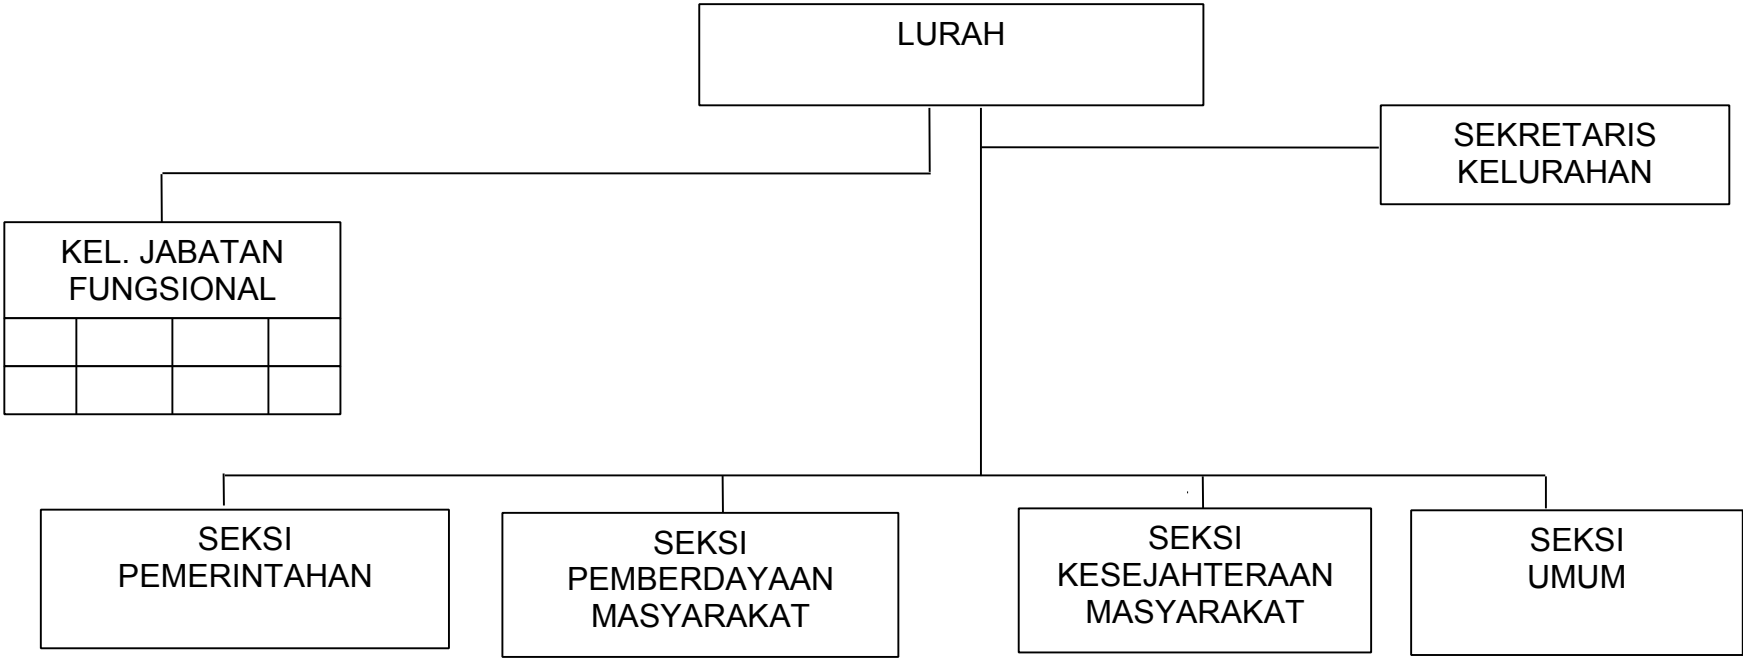 LURAH
SEKRETARIS
KELURAHAN
KEL. JABATAN
FUNGSIONAL
SEKSI
PEMERINTAHAN
SEKSI
PEMBERDAYAAN
MASYARAKAT
SEKSI
KESEJAHTERAAN
MASYARAKAT
SEKSI
UMUM